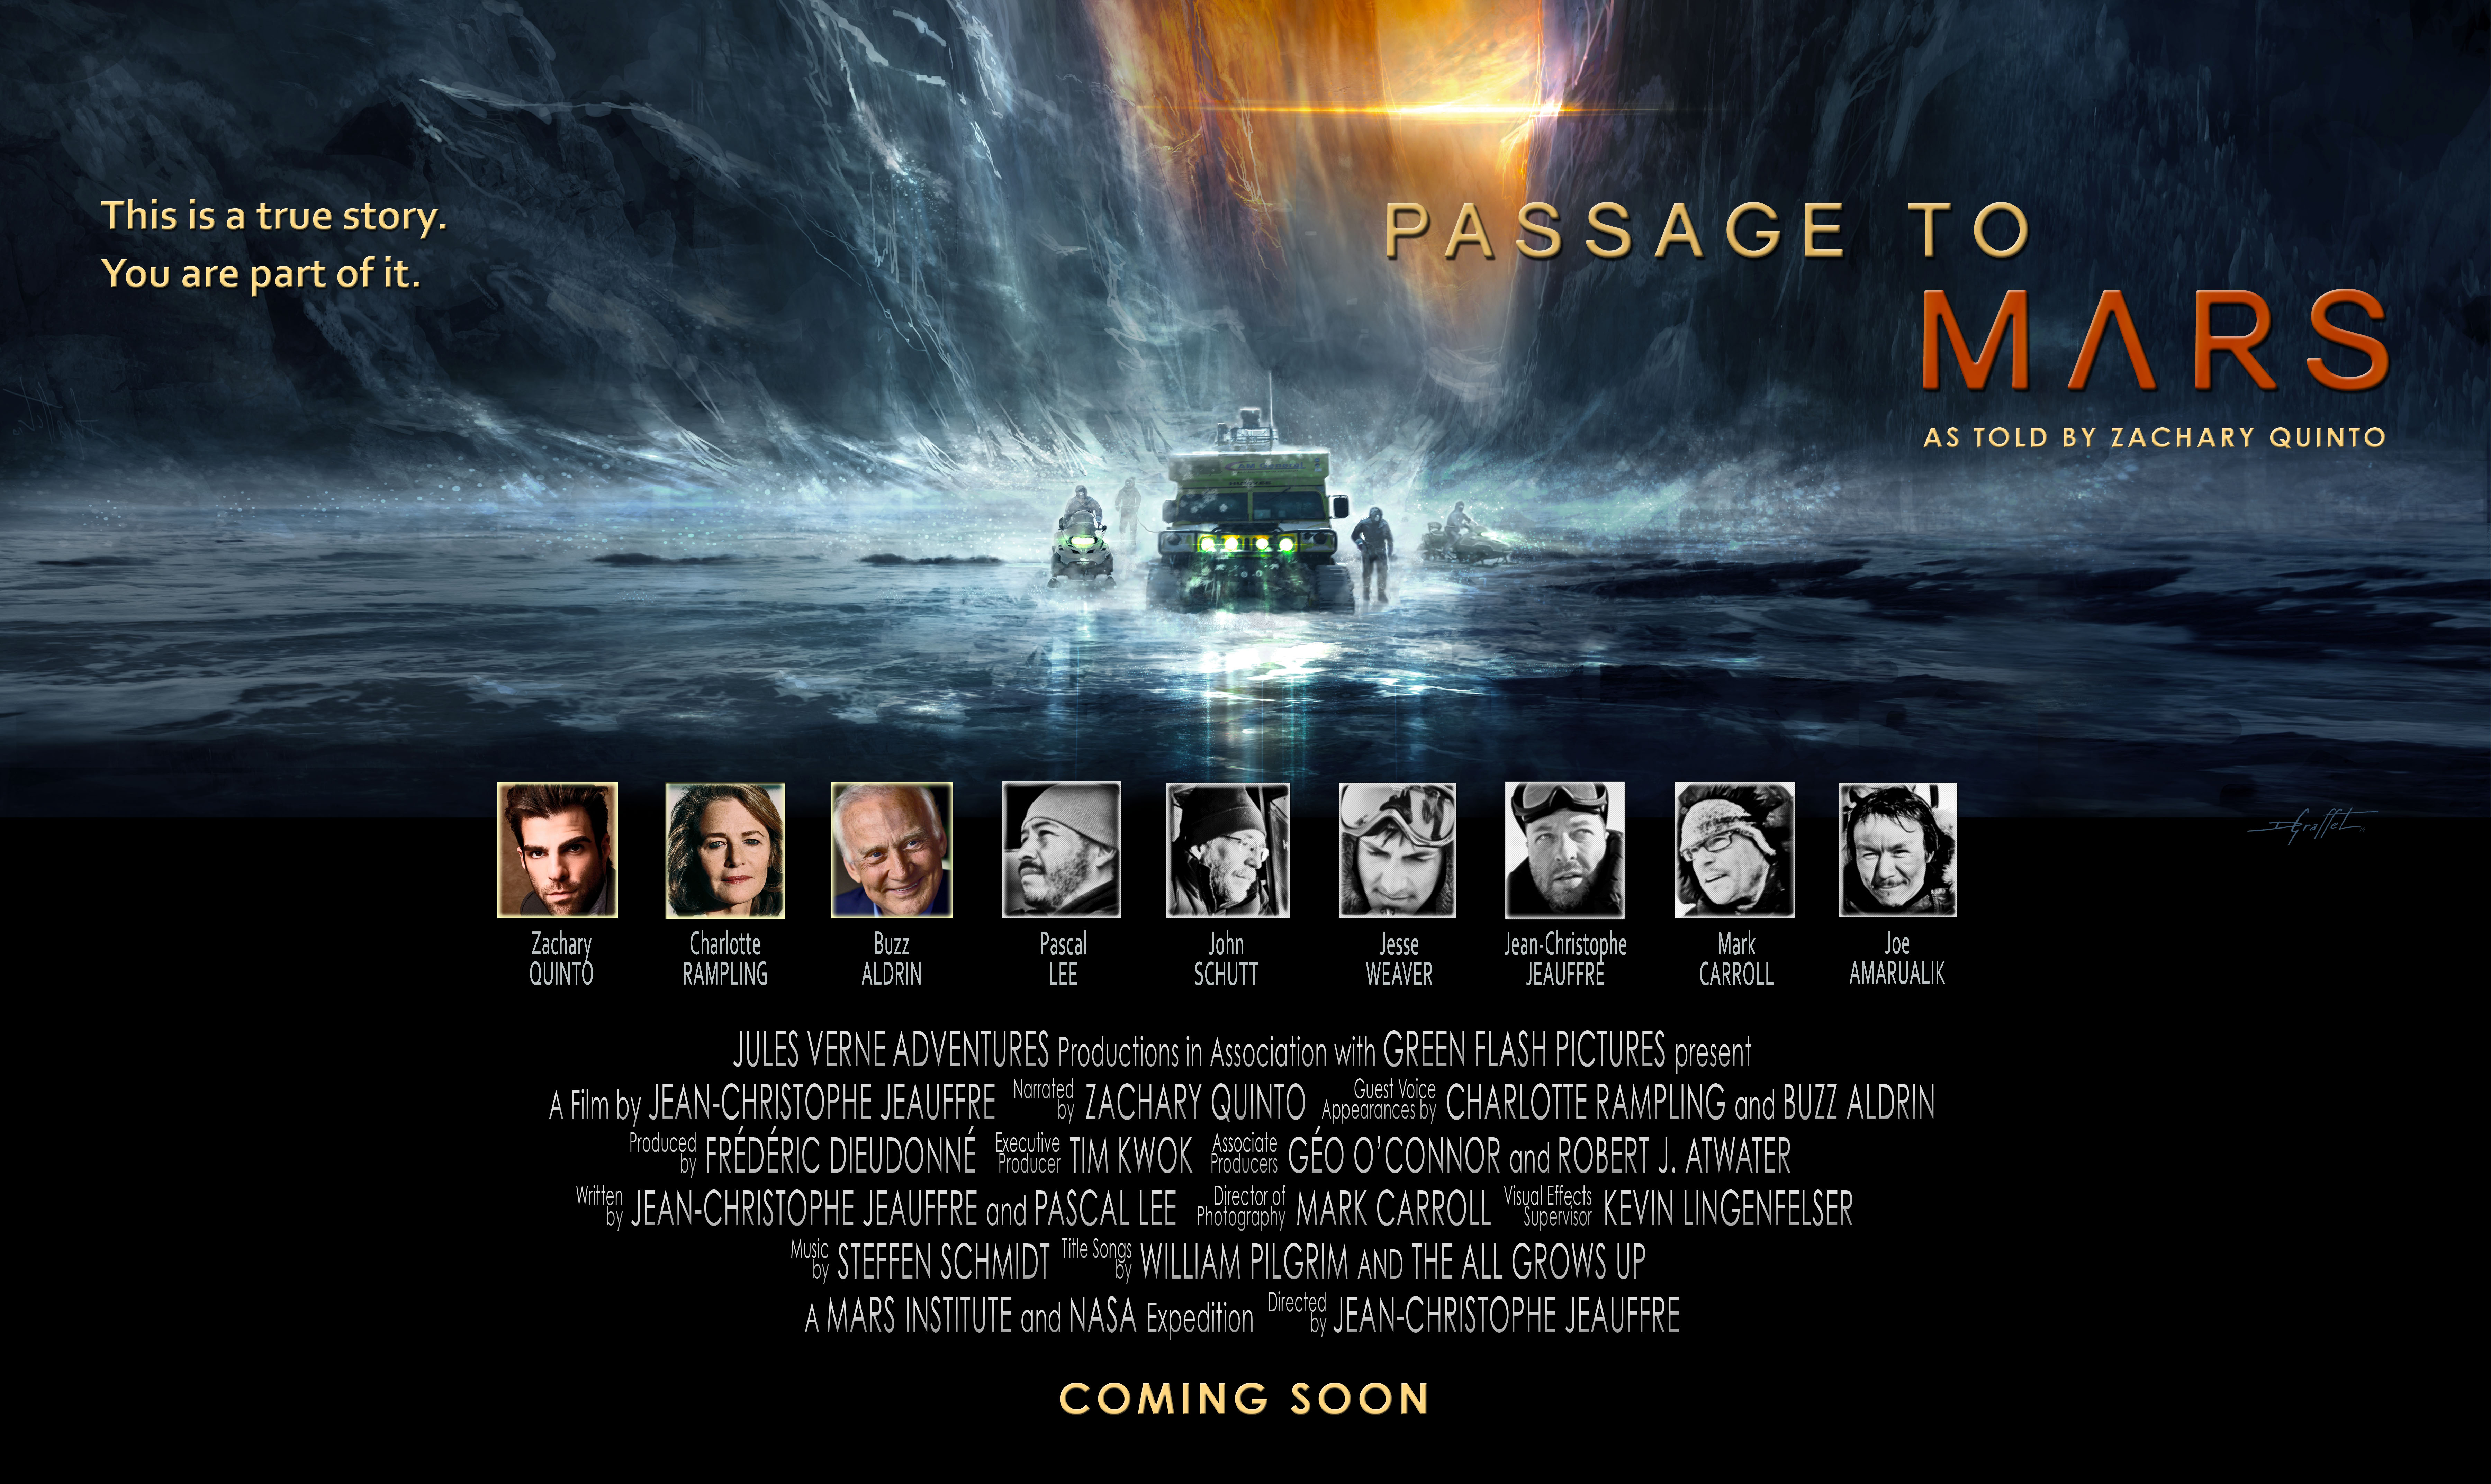 This is a true story.
You are part of it.
PASSAGE TO
MARS
AS TOLD BY ZACHARY QUINTO
Zachary QUINTO
Charlotte RAMPLING
Buzz ALDRIN
Pascal LEE
John SCHUTT
Jesse WEAVER
Jean-Christophe JEAUFFRE
Mark CARROLL
Joe AMARUALIK
JULES VERNE ADVENTURES Productions in Association with GREEN FLASH PICTURES present
A Film by JEAN-CHRISTOPHE JEAUFFRE Narrated by ZACHARY QUINTO Guest Voice Appearances by CHARLOTTE RAMPLING and BUZZ ALDRIN
Produced by FRÉDÉRIC DIEUDONNÉ Executive Producer TIM KWOK Associate Producers GÉO O'CONNOR and ROBERT J. ATWATER
Written by JEAN-CHRISTOPHE JEAUFFRE and PASCAL LEE Director of Photography MARK CARROLL Visual Effects Supervisor KEVIN LINGENFELSER
Music by STEFFEN SCHMIDT Title Songs by WILLIAM PILGRIM AND THE ALL GROWS UP
A MARS INSTITUTE and NASA Expedition Directed by JEAN-CHRISTOPHE JEAUFFRE
COMING SOON